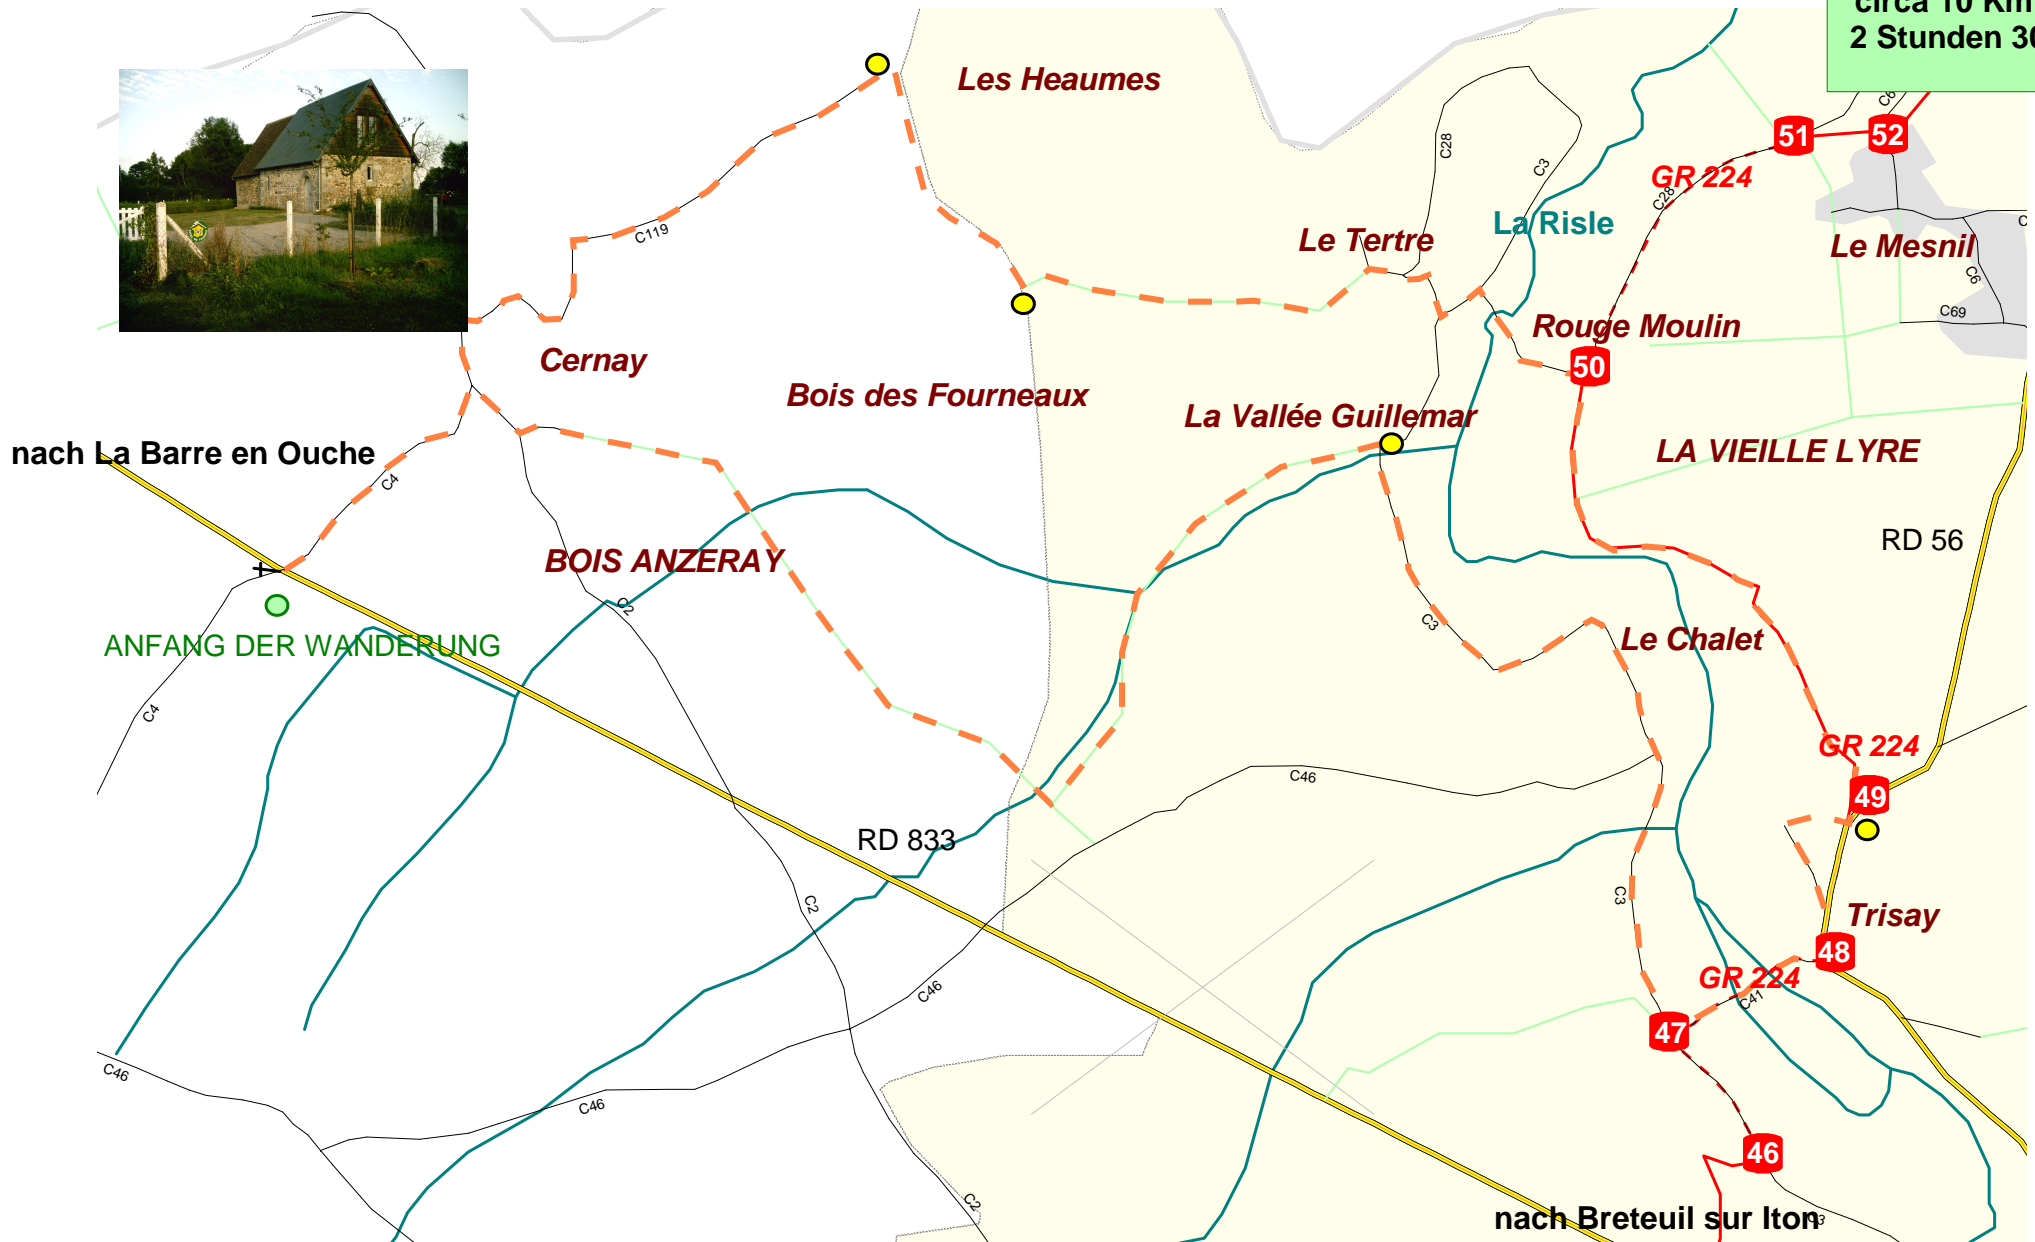 circa 10 Km
2 Stunden 30
Les Heaumes
C6
51
52
C28
C3
GR 224
C28
La Risle
C119
Le Tertre
Le Mesnil
C6
C69
Rouge Moulin
50
Cernay
Bois des Fourneaux
La Vallée Guillemar
nach La Barre en Ouche
LA VIEILLE LYRE
C4
RD 56
BOIS ANZERAY
C2
C3
ANFANG DER WANDERUNG
Le Chalet
C4
GR 224
C46
49
RD 833
C2
C3
Trisay
48
GR 224
C46
C41
47
C46
C46
46
C2
nach Breteuil sur Iton
C3